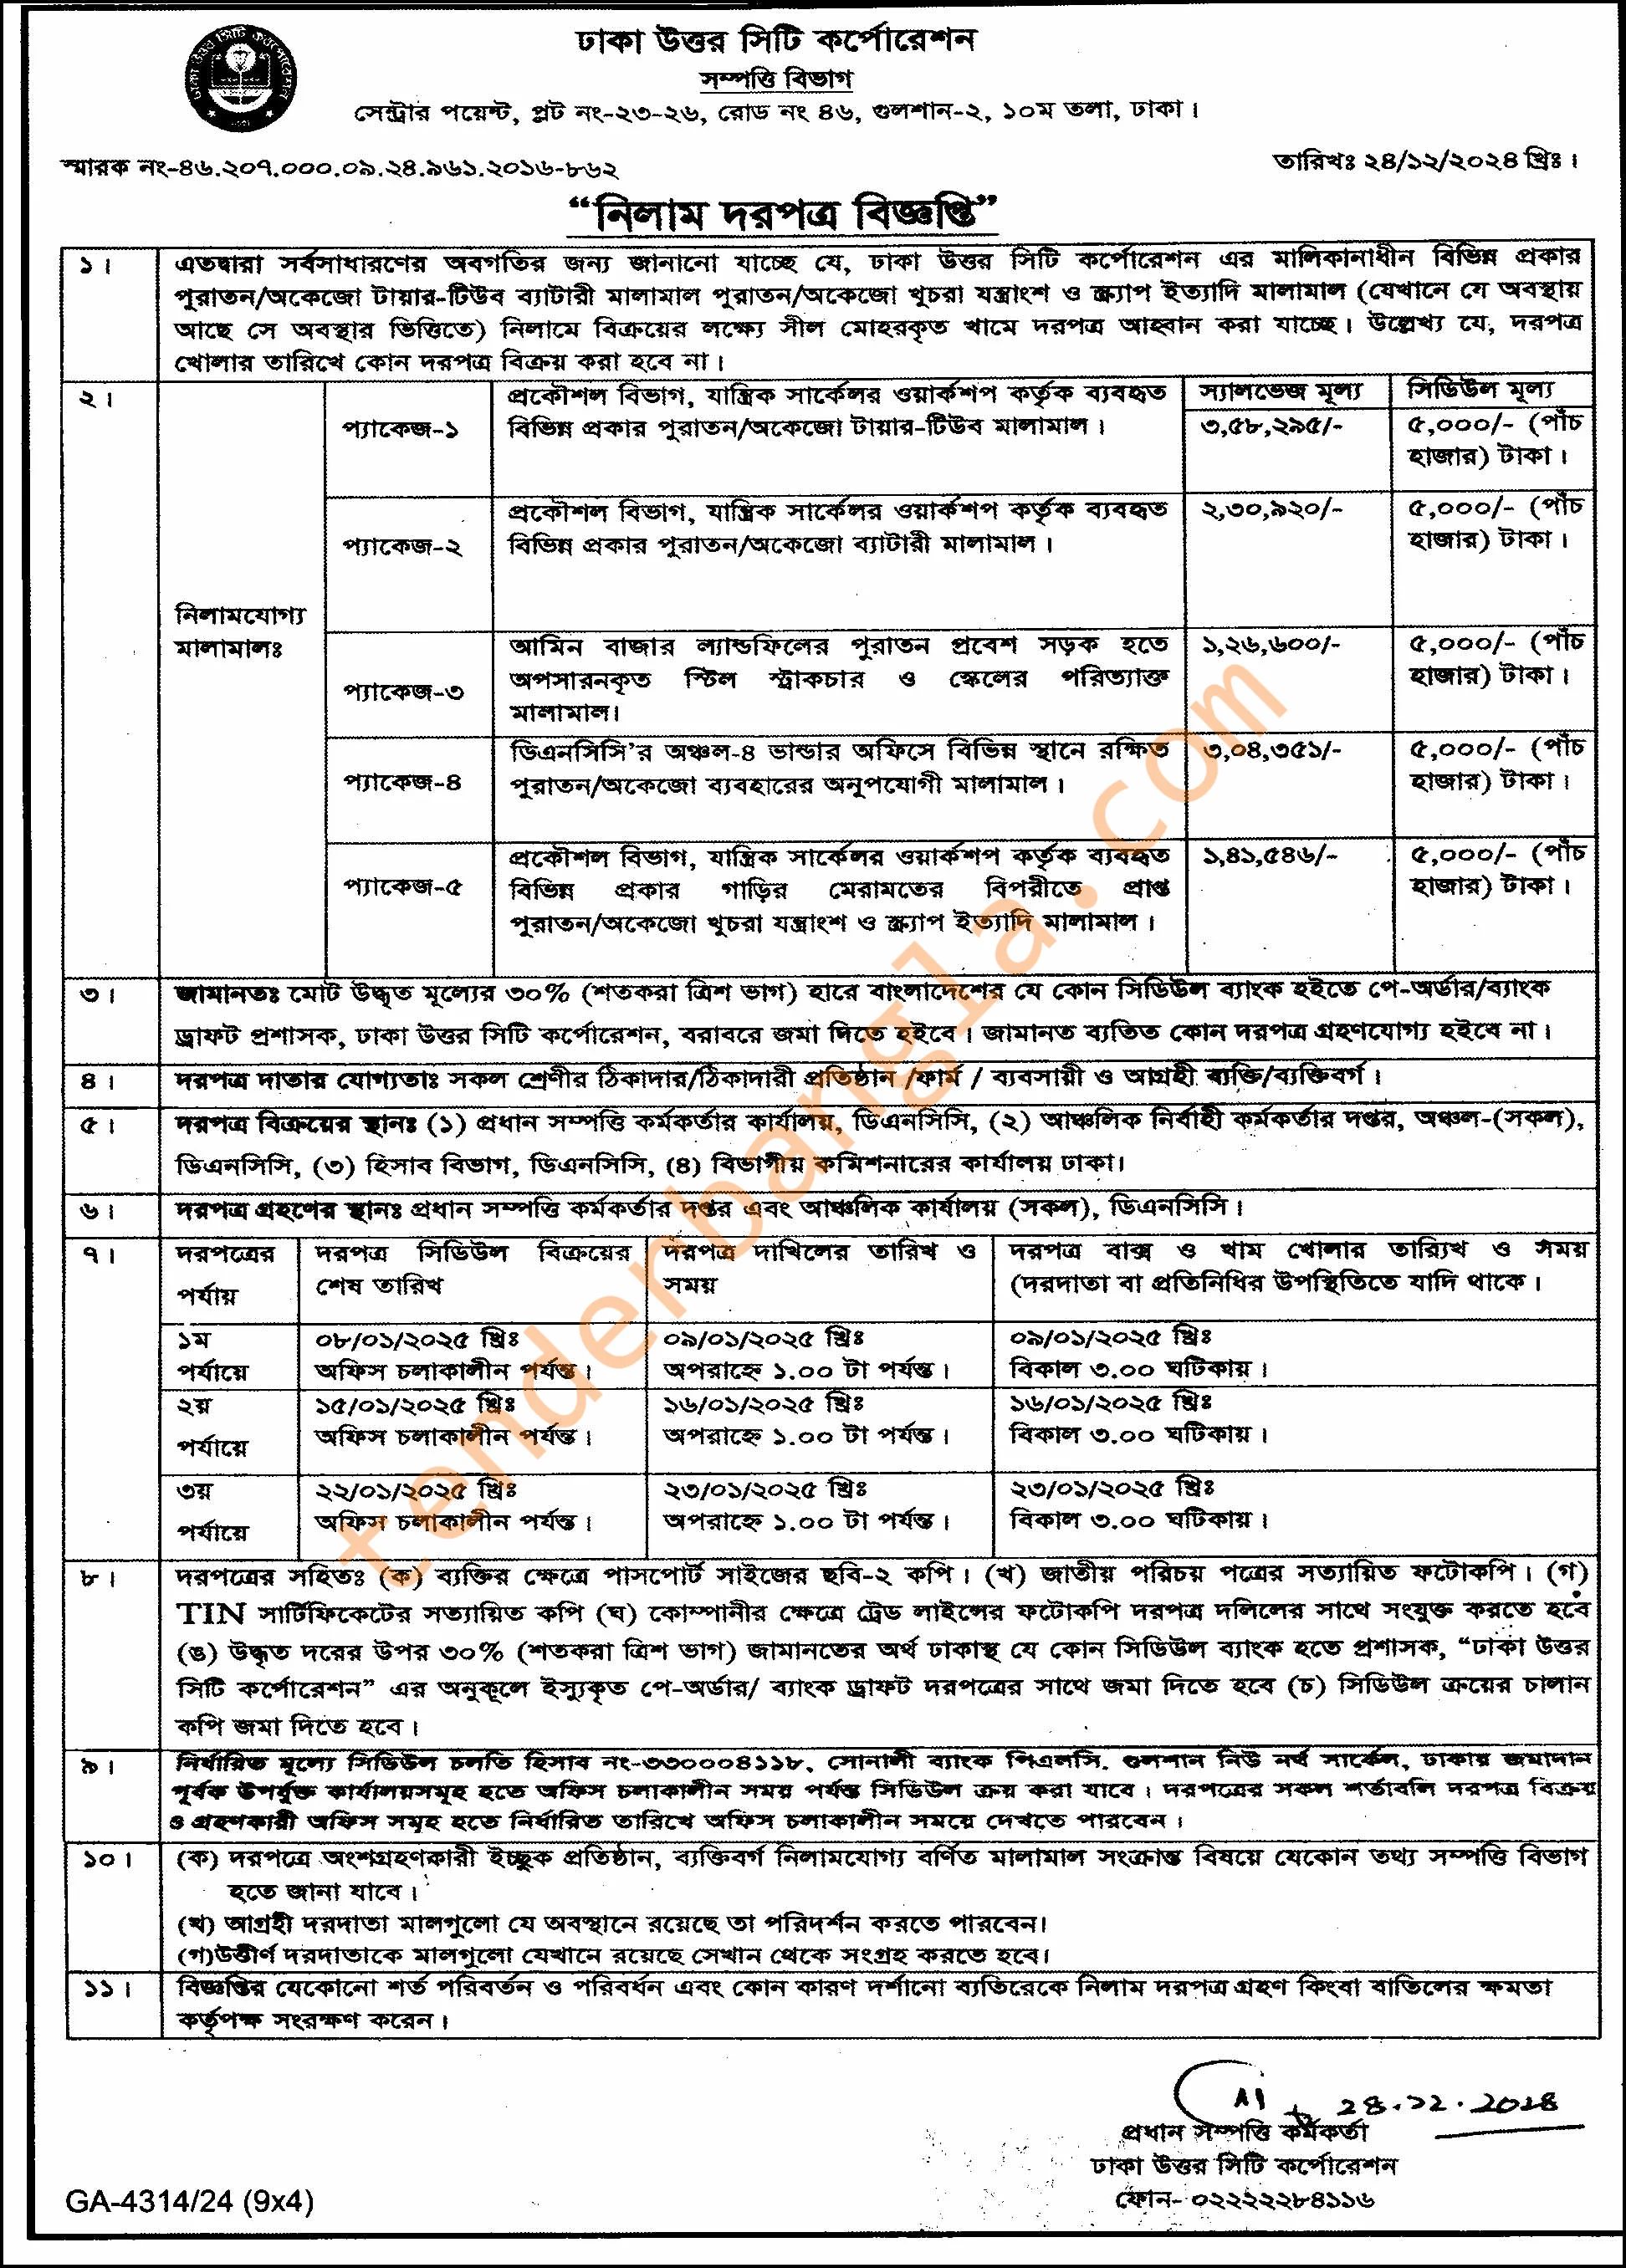 ঢাকা উত্তর সিটি কর্পোরেশন
সম্পত্তি বিভাগ
সেন্টার পয়েন্ট, প্লট নং-২৩-২৬, রোড নং ৪৬, গুলশান-২, ১০ম তলা, ঢাকা।
স্মারক নং-৪৬.২০৭.০০০.০৯.২৪.৯৬১.২০১৬-৮৬২
তারিখঃ ২৪/১২/২০২৪ খ্রিঃ।
“নিলাম দরপত্র বিজ্ঞপ্তি”
১। এতদ্বারা সর্বসাধারণের অবগতির জন্য জানানো যাচ্ছে যে, ঢাকা উত্তর সিটি কর্পোরেশন এর মালিকানাধীন বিভিন্ন প্রকার
পুরাতন/অকেজো টায়ার-টিউব ব্যাটারী মালামাল পুরাতন/অকেজো খুচরা যন্ত্রাংশ ও স্ক্র্যাপ ইত্যাদি মালামাল (যেখানে যে অবস্থায়
আছে সে অবস্থার ভিত্তিতে) নিলামে বিক্রয়ের লক্ষ্যে সীল মোহরকৃত খামে দরপত্র আহ্বান করা যাচ্ছে। উল্লেখ্য যে, দরপত্র
খোলার তারিখে কোন দরপত্র বিক্রয় করা হবে না।
২।
নিলামযোগ্য
মালামালঃ
স্যালভেজ মূল্য
সিডিউল মূল্য
প্যাকেজ-১
প্রকৌশল বিভাগ, যান্ত্রিক সার্কেলর ওয়ার্কশপ কর্তৃক ব্যবহৃত
বিভিন্ন প্রকার পুরাতন/অকেজো টায়ার-টিউব মালামাল।
৩,৫৮,২৯৫/-
৫,০০০/- (পাঁচ
হাজার) টাকা।
প্যাকেজ-২
প্রকৌশল বিভাগ, যান্ত্রিক সার্কেলর ওয়ার্কশপ কর্তৃক ব্যবহৃত
বিভিন্ন প্রকার পুরাতন/অকেজো ব্যাটারী মালামাল।
২,৩০,৯২০/-
৫,০০০/- (পাঁচ
হাজার) টাকা।
প্যাকেজ-৩
আমিন বাজার ল্যান্ডফিলের পুরাতন প্রবেশ সড়ক হতে
অপসারনকৃত স্টিল স্ট্রাকচার ও স্কেলের পরিত্যাক্ত
মালামাল।
১,২৬,৬০০/-
৫,০০০/- (পাঁচ
হাজার) টাকা।
প্যাকেজ-৪
ডিএনসিসি’র অঞ্চল-৪ ভান্ডার অফিসে বিভিন্ন স্থানে রক্ষিত
পুরাতন/অকেজো ব্যবহারের অনুপযোগী মালামাল।
৩,০৪,৩৫১/-
৫,০০০/- (পাঁচ
হাজার) টাকা।
প্যাকেজ-৫
প্রকৌশল বিভাগ, যান্ত্রিক সার্কেলর ওয়ার্কশপ কর্তৃক ব্যবহৃত
বিভিন্ন প্রকার গাড়ির মেরামতের বিপরীতে প্রাপ্ত
পুরাতন/অকেজো খুচরা যন্ত্রাংশ ও স্ক্র্যাপ ইত্যাদি মালামাল।
১,৪১,৫৪৬/-
৫,০০০/- (পাঁচ
হাজার) টাকা।
৩। জামানতঃ মোট উদ্ধৃত মূল্যের ৩০% (শতকরা ত্রিশ ভাগ) হারে বাংলাদেশের যে কোন সিডিউল ব্যাংক হইতে পে-অর্ডার/ব্যাংক
ড্রাফট প্রশাসক, ঢাকা উত্তর সিটি কর্পোরেশন, বরাবরে জমা দিতে হইবে। জামানত ব্যতিত কোন দরপত্র গ্রহণযোগ্য হইবে না।
৪। দরপত্র দাতার যোগ্যতাঃ সকল শ্রেণীর ঠিকাদার/ঠিকাদারী প্রতিষ্ঠান /ফার্ম / ব্যবসায়ী ও আগ্রহী ব্যক্তি/ব্যক্তিবর্গ।
৫। দরপত্র বিক্রয়ের স্থানঃ (১) প্রধান সম্পত্তি কর্মকর্তার কার্যালয়, ডিএনসিসি, (২) আঞ্চলিক নির্বাহী কর্মকর্তার দপ্তর, অঞ্চল-(সকল),
ডিএনসিসি, (৩) হিসাব বিভাগ, ডিএনসিসি, (৪) বিভাগীয় কমিশনারের কার্যালয় ঢাকা।
৬। দরপত্র গ্রহণের স্থানঃ প্রধান সম্পত্তি কর্মকর্তার দপ্তর এবং আঞ্চলিক কার্যালয় (সকল), ডিএনসিসি।
৭।
দরপত্রের
পর্যায়
দরপত্র সিডিউল বিক্রয়ের
শেষ তারিখ
দরপত্র দাখিলের তারিখ ও
সময়
দরপত্র বাক্স ও খাম খোলার তারিখ ও সময়
(দরদাতা বা প্রতিনিধির উপস্থিতিতে যাদি থাকে।
১ম
পর্যায়ে
০৮/০১/২০২৫ খ্রিঃ
অফিস চলাকালীন পর্যন্ত।
০৯/০১/২০২৫ খ্রিঃ
অপরাহ্নে ১.০০ টা পর্যন্ত।
০৯/০১/২০২৫ খ্রিঃ
বিকাল ৩.০০ ঘটিকায়।
২য়
পর্যায়ে
১৫/০১/২০২৫ খ্রিঃ
অফিস চলাকালীন পর্যন্ত।
১৬/০১/২০২৫ খ্রিঃ
অপরাহ্নে ১.০০ টা পর্যন্ত।
১৬/০১/২০২৫ খ্রিঃ
বিকাল ৩.০০ ঘটিকায়।
৩য়
পর্যায়ে
২২/০১/২০২৫ খ্রিঃ
অফিস চলাকালীন পর্যন্ত।
২৩/০১/২০২৫ খ্রিঃ
অপরাহ্নে ১.০০ টা পর্যন্ত।
২৩/০১/২০২৫ খ্রিঃ
বিকাল ৩.০০ ঘটিকায়।
৮। দরপত্রের সহিতঃ (ক) ব্যক্তির ক্ষেত্রে পাসপোর্ট সাইজের ছবি-২ কপি। (খ) জাতীয় পরিচয় পত্রের সত্যায়িত ফটোকপি। (গ)
TIN সার্টিফিকেটের সত্যায়িত কপি (ঘ) কোম্পানীর ক্ষেত্রে ট্রেড লাইন্সের ফটোকপি দরপত্র দলিলের সাথে সংযুক্ত করতে হবে
(ঙ) উদ্ধৃত দরের উপর ৩০% (শতকরা ত্রিশ ভাগ) জামানতের অর্থ ঢাকাস্থ যে কোন সিডিউল ব্যাংক হতে প্রশাসক, “ঢাকা উত্তর
সিটি কর্পোরেশন” এর অনুকূলে ইস্যুকৃত পে-অর্ডার/ ব্যাংক ড্রাফট দরপত্রের সাথে জমা দিতে হবে (চ) সিডিউল ক্রয়ের চালান
কপি জমা দিতে হবে।
৯। নির্ধারিত মূল্যে সিডিউল চলতি হিসাব নং-৩৩০০০৪১১৮, সোনালী ব্যাংক পিএলসি. গুলশান নিউ নর্থ সার্কেল, ঢাকায় জমাদান
পূর্বক উপর্যুক্ত কার্যালয়সমূহ হতে অফিস চলাকালীন সময় পর্যন্ত সিডিউল ক্রয় করা যাবে। দরপত্রের সকল শর্তাবলি দরপত্র বিক্রয়
ও গ্রহণকারী অফিস সমূহ হতে নির্ধারিত তারিখে অফিস চলাকালীন সময়ে দেখতে পারবেন।
১০। (ক) দরপত্রে অংশগ্রহণকারী ইচ্ছুক প্রতিষ্ঠান, ব্যক্তিবর্গ নিলামযোগ্য বর্ণিত মালামাল সংক্রান্ত বিষয়ে যেকোন তথ্য সম্পত্তি বিভাগ
হতে জানা যাবে।
(খ) আগ্রহী দরদাতা মালগুলো যে অবস্থানে রয়েছে তা পরিদর্শন করতে পারবেন।
(গ)উত্তীর্ণ দরদাতাকে মালগুলো যেখানে রয়েছে সেখান থেকে সংগ্রহ করতে হবে।
১১। বিজ্ঞপ্তির যেকোনো শর্ত পরিবর্তন ও পরিবর্ধন এবং কোন কারণ দর্শানো ব্যতিরেকে নিলাম দরপত্র গ্রহণ কিংবা বাতিলের ক্ষমতা
কর্তৃপক্ষ সংরক্ষণ করেন।
২৪.১২.২০২৪
প্রধান সম্পত্তি কর্মকর্তা
ঢাকা উত্তর সিটি কর্পোরেশন
ফোন- ০২২২২২৮৪১১৬
GA-4314/24 (9x4)
tenderbangla.com